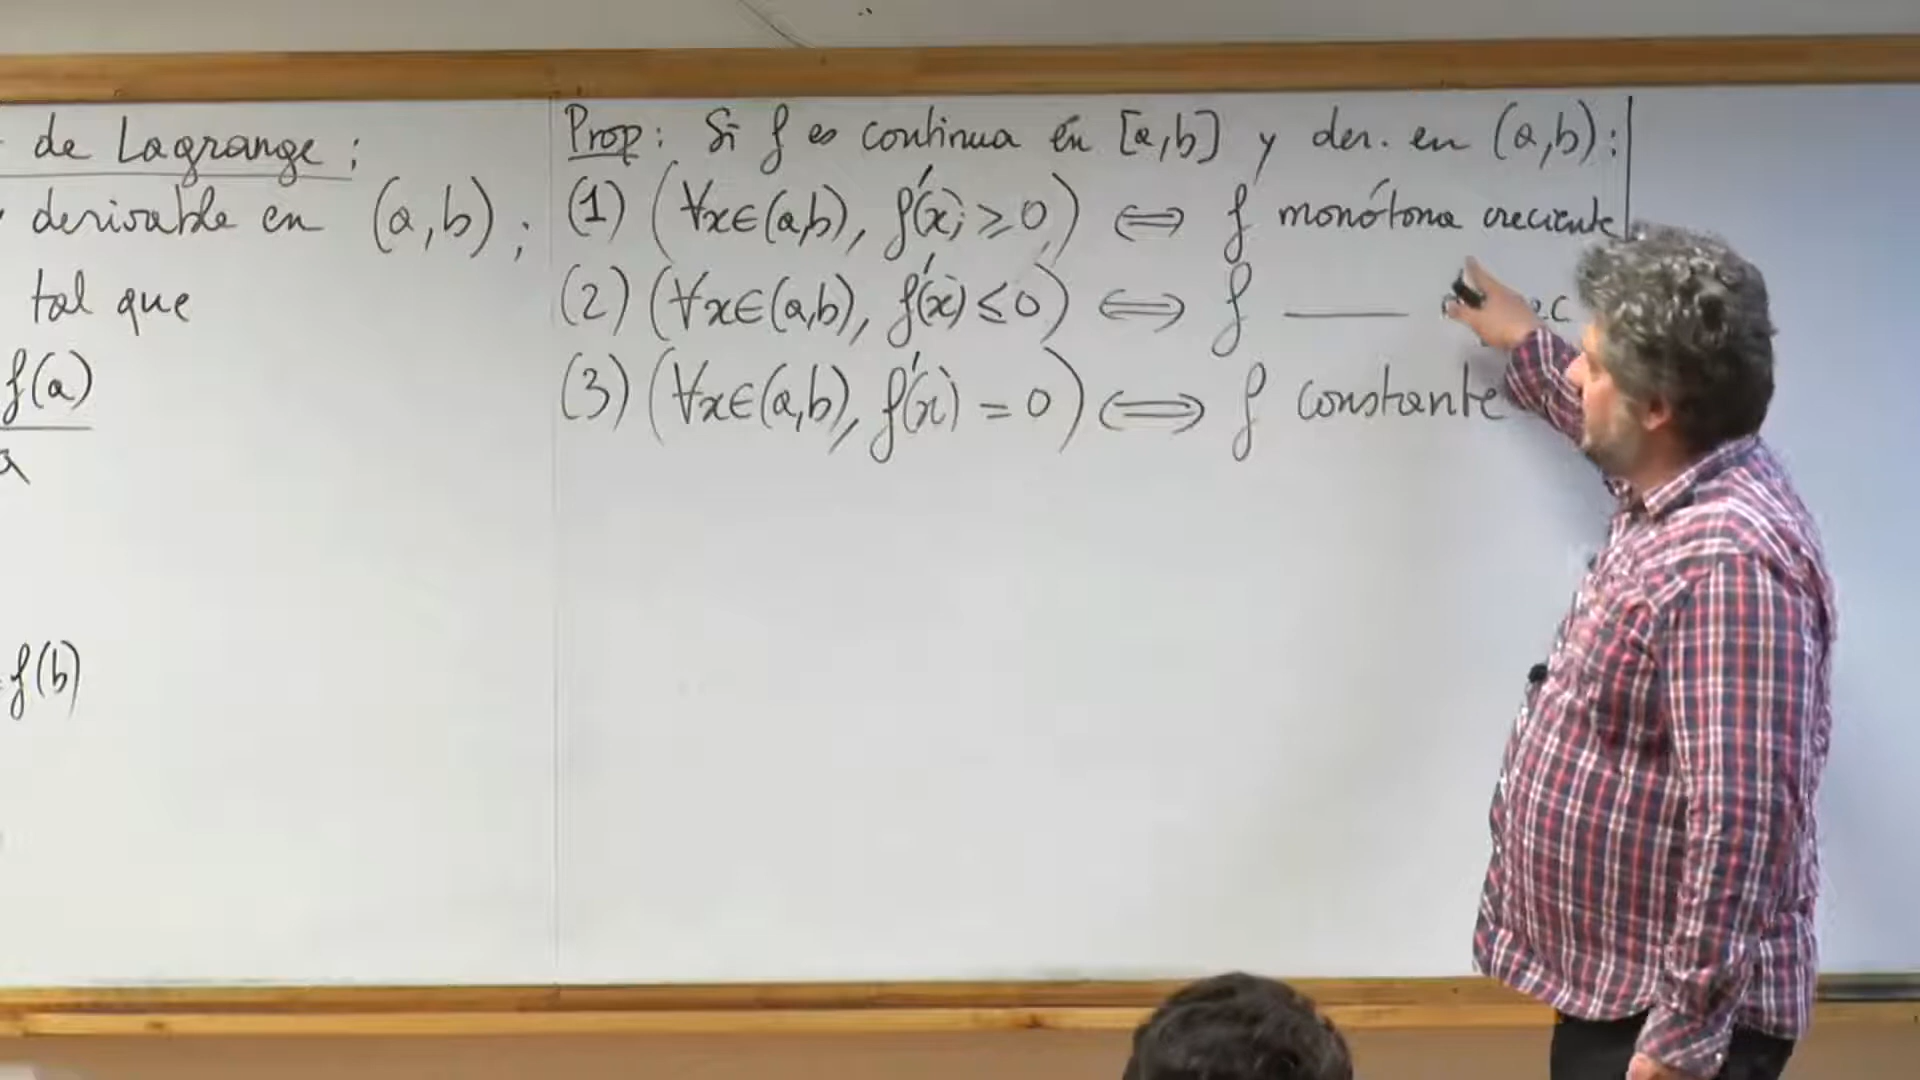 de Lagrange:
derivable en (a,b);
tal que
f(a)
a
f(b)
Prop: Si f es continua en [a,b] y der. en (a,b):
(1) (∀x∈(a,b), f'(x) ≥ 0) ⟺ f monótona creciente
(2) (∀x∈(a,b), f'(x) ≤ 0) ⟺ f —— ec
(3) (∀x∈(a,b), f'(x) = 0) ⟺ f constante